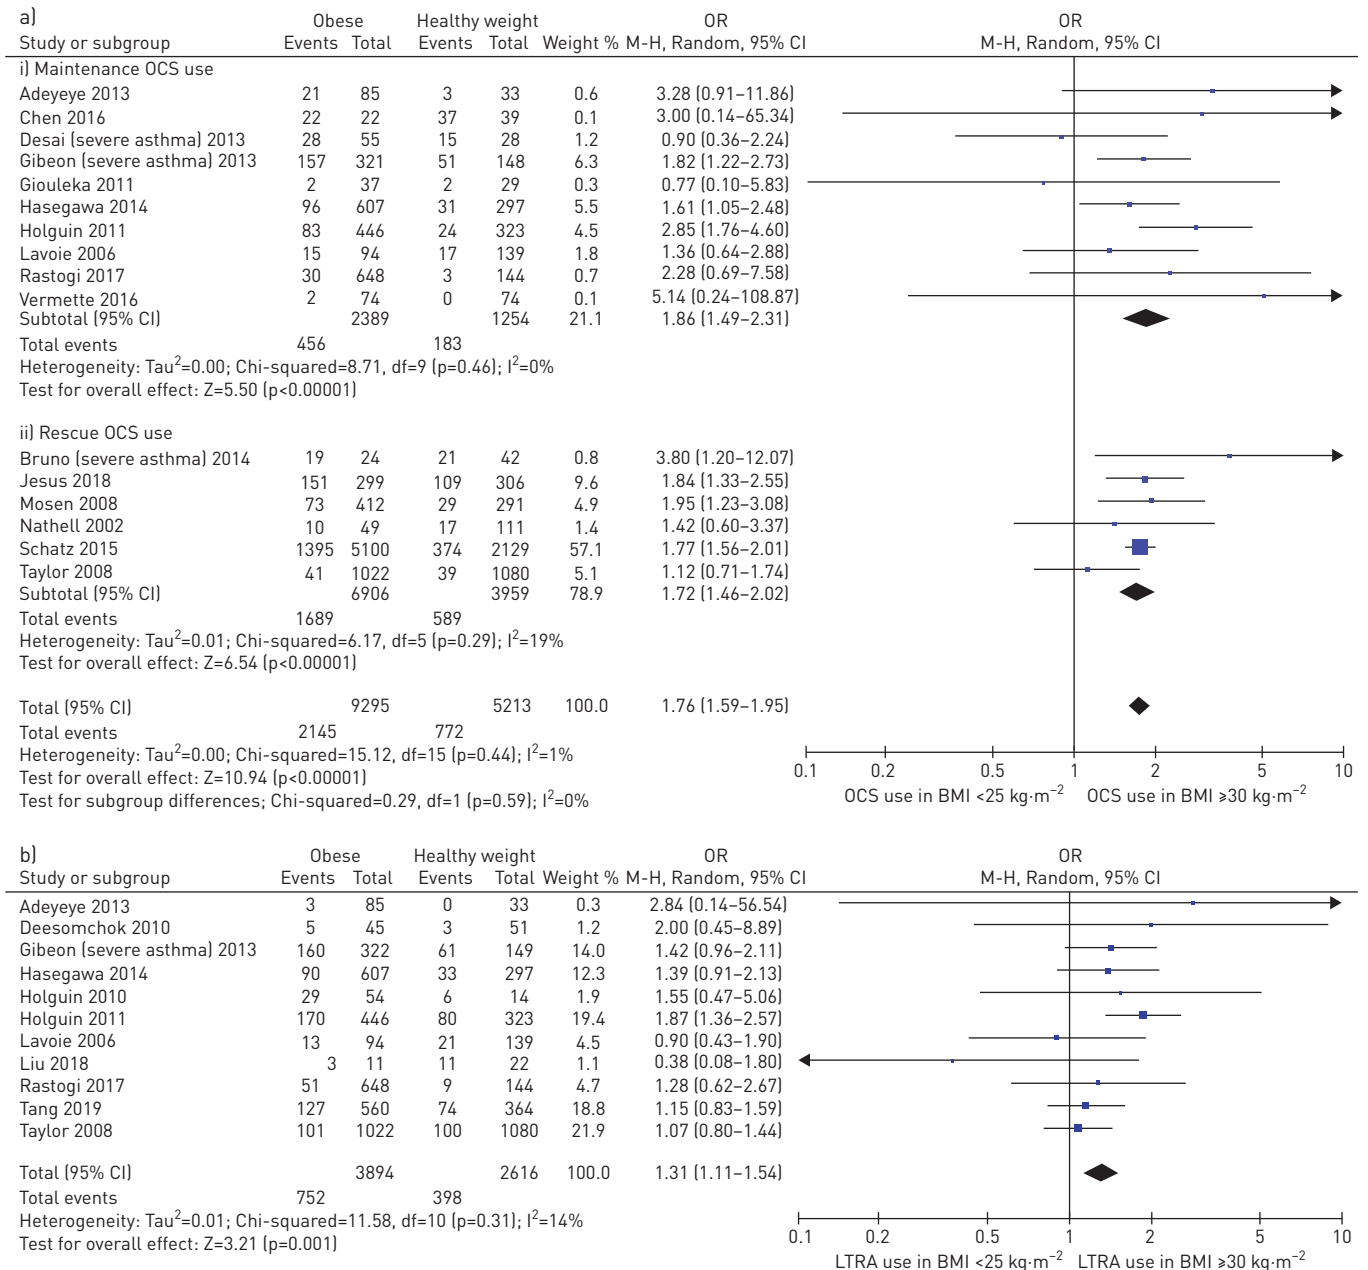 a)
Obese Healthy weight OR OR
Study or subgroup Events Total Events Total Weight % M-H, Random, 95% CI M-H, Random, 95% CI
i) Maintenance OCS use
Adeyeye 2013 21 85 3 33 0.6 3.28 (0.91–11.86)
Chen 2016 22 22 37 39 0.1 3.00 (0.14–65.34)
Desai (severe asthma) 2013 28 55 15 28 1.2 0.90 (0.36–2.24)
Gibeon (severe asthma) 2013 157 321 51 148 6.3 1.82 (1.22–2.73)
Giouleka 2011 2 37 2 29 0.3 0.77 (0.10–5.83)
Hasegawa 2014 96 607 31 297 5.5 1.61 (1.05–2.48)
Holguin 2011 83 446 24 323 4.5 2.85 (1.76–4.60)
Lavoie 2006 15 94 17 139 1.8 1.36 (0.64–2.88)
Rastogi 2017 30 648 3 144 0.7 2.28 (0.69–7.58)
Vermette 2016 2 74 0 74 0.1 5.14 (0.24–108.87)
Subtotal (95% CI) 2389 1254 21.1 1.86 (1.49–2.31)
Total events 456 183
Heterogeneity: Tau²=0.00; Chi-squared=8.71, df=9 (p=0.46); I²=0%
Test for overall effect: Z=5.50 (p<0.00001)
ii) Rescue OCS use
Bruno (severe asthma) 2014 19 24 21 42 0.8 3.80 (1.20–12.07)
Jesus 2018 151 299 109 306 9.6 1.84 (1.33–2.55)
Mosen 2008 73 412 29 291 4.9 1.95 (1.23–3.08)
Nathell 2002 10 49 17 111 1.4 1.42 (0.60–3.37)
Schatz 2015 1395 5100 374 2129 57.1 1.77 (1.56–2.01)
Taylor 2008 41 1022 39 1080 5.1 1.12 (0.71–1.74)
Subtotal (95% CI) 6906 3959 78.9 1.72 (1.46–2.02)
Total events 1689 589
Heterogeneity: Tau²=0.01; Chi-squared=6.17, df=5 (p=0.29); I²=19%
Test for overall effect: Z=6.54 (p<0.00001)
Total (95% CI) 9295 5213 100.0 1.76 (1.59–1.95)
Total events 2145 772
Heterogeneity: Tau²=0.00; Chi-squared=15.12, df=15 (p=0.44); I²=1%
Test for overall effect: Z=10.94 (p<0.00001)
Test for subgroup differences; Chi-squared=0.29, df=1 (p=0.59); I²=0%
0.1 0.2 0.5 1 2 5 10
OCS use in BMI <25 kg·m⁻² OCS use in BMI ≥30 kg·m⁻²
b)
Obese Healthy weight OR OR
Study or subgroup Events Total Events Total Weight % M-H, Random, 95% CI M-H, Random, 95% CI
Adeyeye 2013 3 85 0 33 0.3 2.84 (0.14–56.54)
Deesomchok 2010 5 45 3 51 1.2 2.00 (0.45–8.89)
Gibeon (severe asthma) 2013 160 322 61 149 14.0 1.42 (0.96–2.11)
Hasegawa 2014 90 607 33 297 12.3 1.39 (0.91–2.13)
Holguin 2010 29 54 6 14 1.9 1.55 (0.47–5.06)
Holguin 2011 170 446 80 323 19.4 1.87 (1.36–2.57)
Lavoie 2006 13 94 21 139 4.5 0.90 (0.43–1.90)
Liu 2018 3 11 11 22 1.1 0.38 (0.08–1.80)
Rastogi 2017 51 648 9 144 4.7 1.28 (0.62–2.67)
Tang 2019 127 560 74 364 18.8 1.15 (0.83–1.59)
Taylor 2008 101 1022 100 1080 21.9 1.07 (0.80–1.44)
Total (95% CI) 3894 2616 100.0 1.31 (1.11–1.54)
Total events 752 398
Heterogeneity: Tau²=0.01; Chi-squared=11.58, df=10 (p=0.31); I²=14%
Test for overall effect: Z=3.21 (p=0.001)
0.1 0.2 0.5 1 2 5 10
LTRA use in BMI <25 kg·m⁻² LTRA use in BMI ≥30 kg·m⁻²